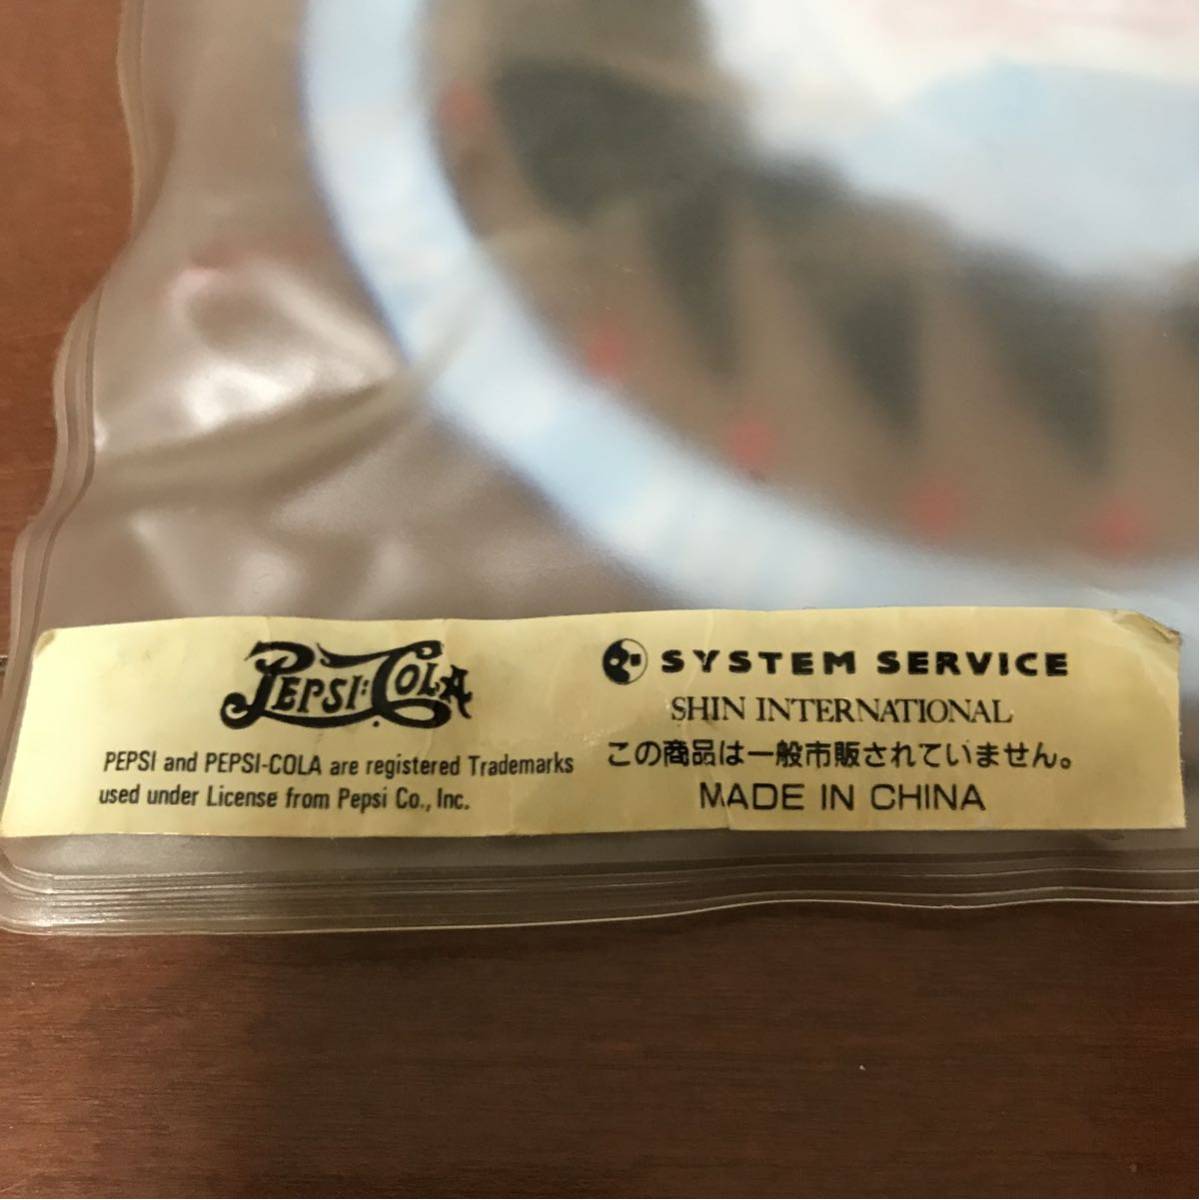 PEPSI:COLA
PEPSI and PEPSI-COLA are registered Trademarks
used under License from Pepsi Co., Inc.
SYSTEM SERVICE
SHIN INTERNATIONAL
この商品は一般市販されていません。
MADE IN CHINA